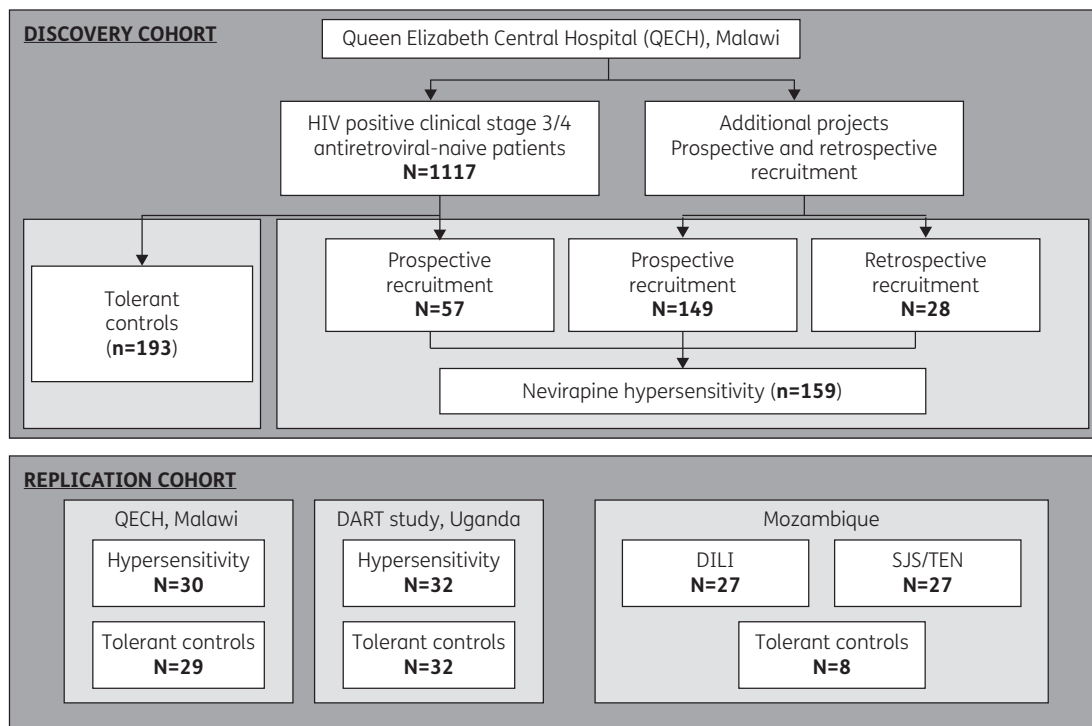 DISCOVERY COHORT
Queen Elizabeth Central Hospital (QECH), Malawi
HIV positive clinical stage 3/4
antiretroviral-naive patients
N=1117
Additional projects
Prospective and retrospective
recruitment
Tolerant
controls
(n=193)
Prospective
recruitment
N=57
Prospective
recruitment
N=149
Retrospective
recruitment
N=28
Nevirapine hypersensitivity (n=159)
REPLICATION COHORT
QECH, Malawi
Hypersensitivity
N=30
Tolerant controls
N=29
DART study, Uganda
Hypersensitivity
N=32
Tolerant controls
N=32
Mozambique
DILI
N=27
SJS/TEN
N=27
Tolerant controls
N=8